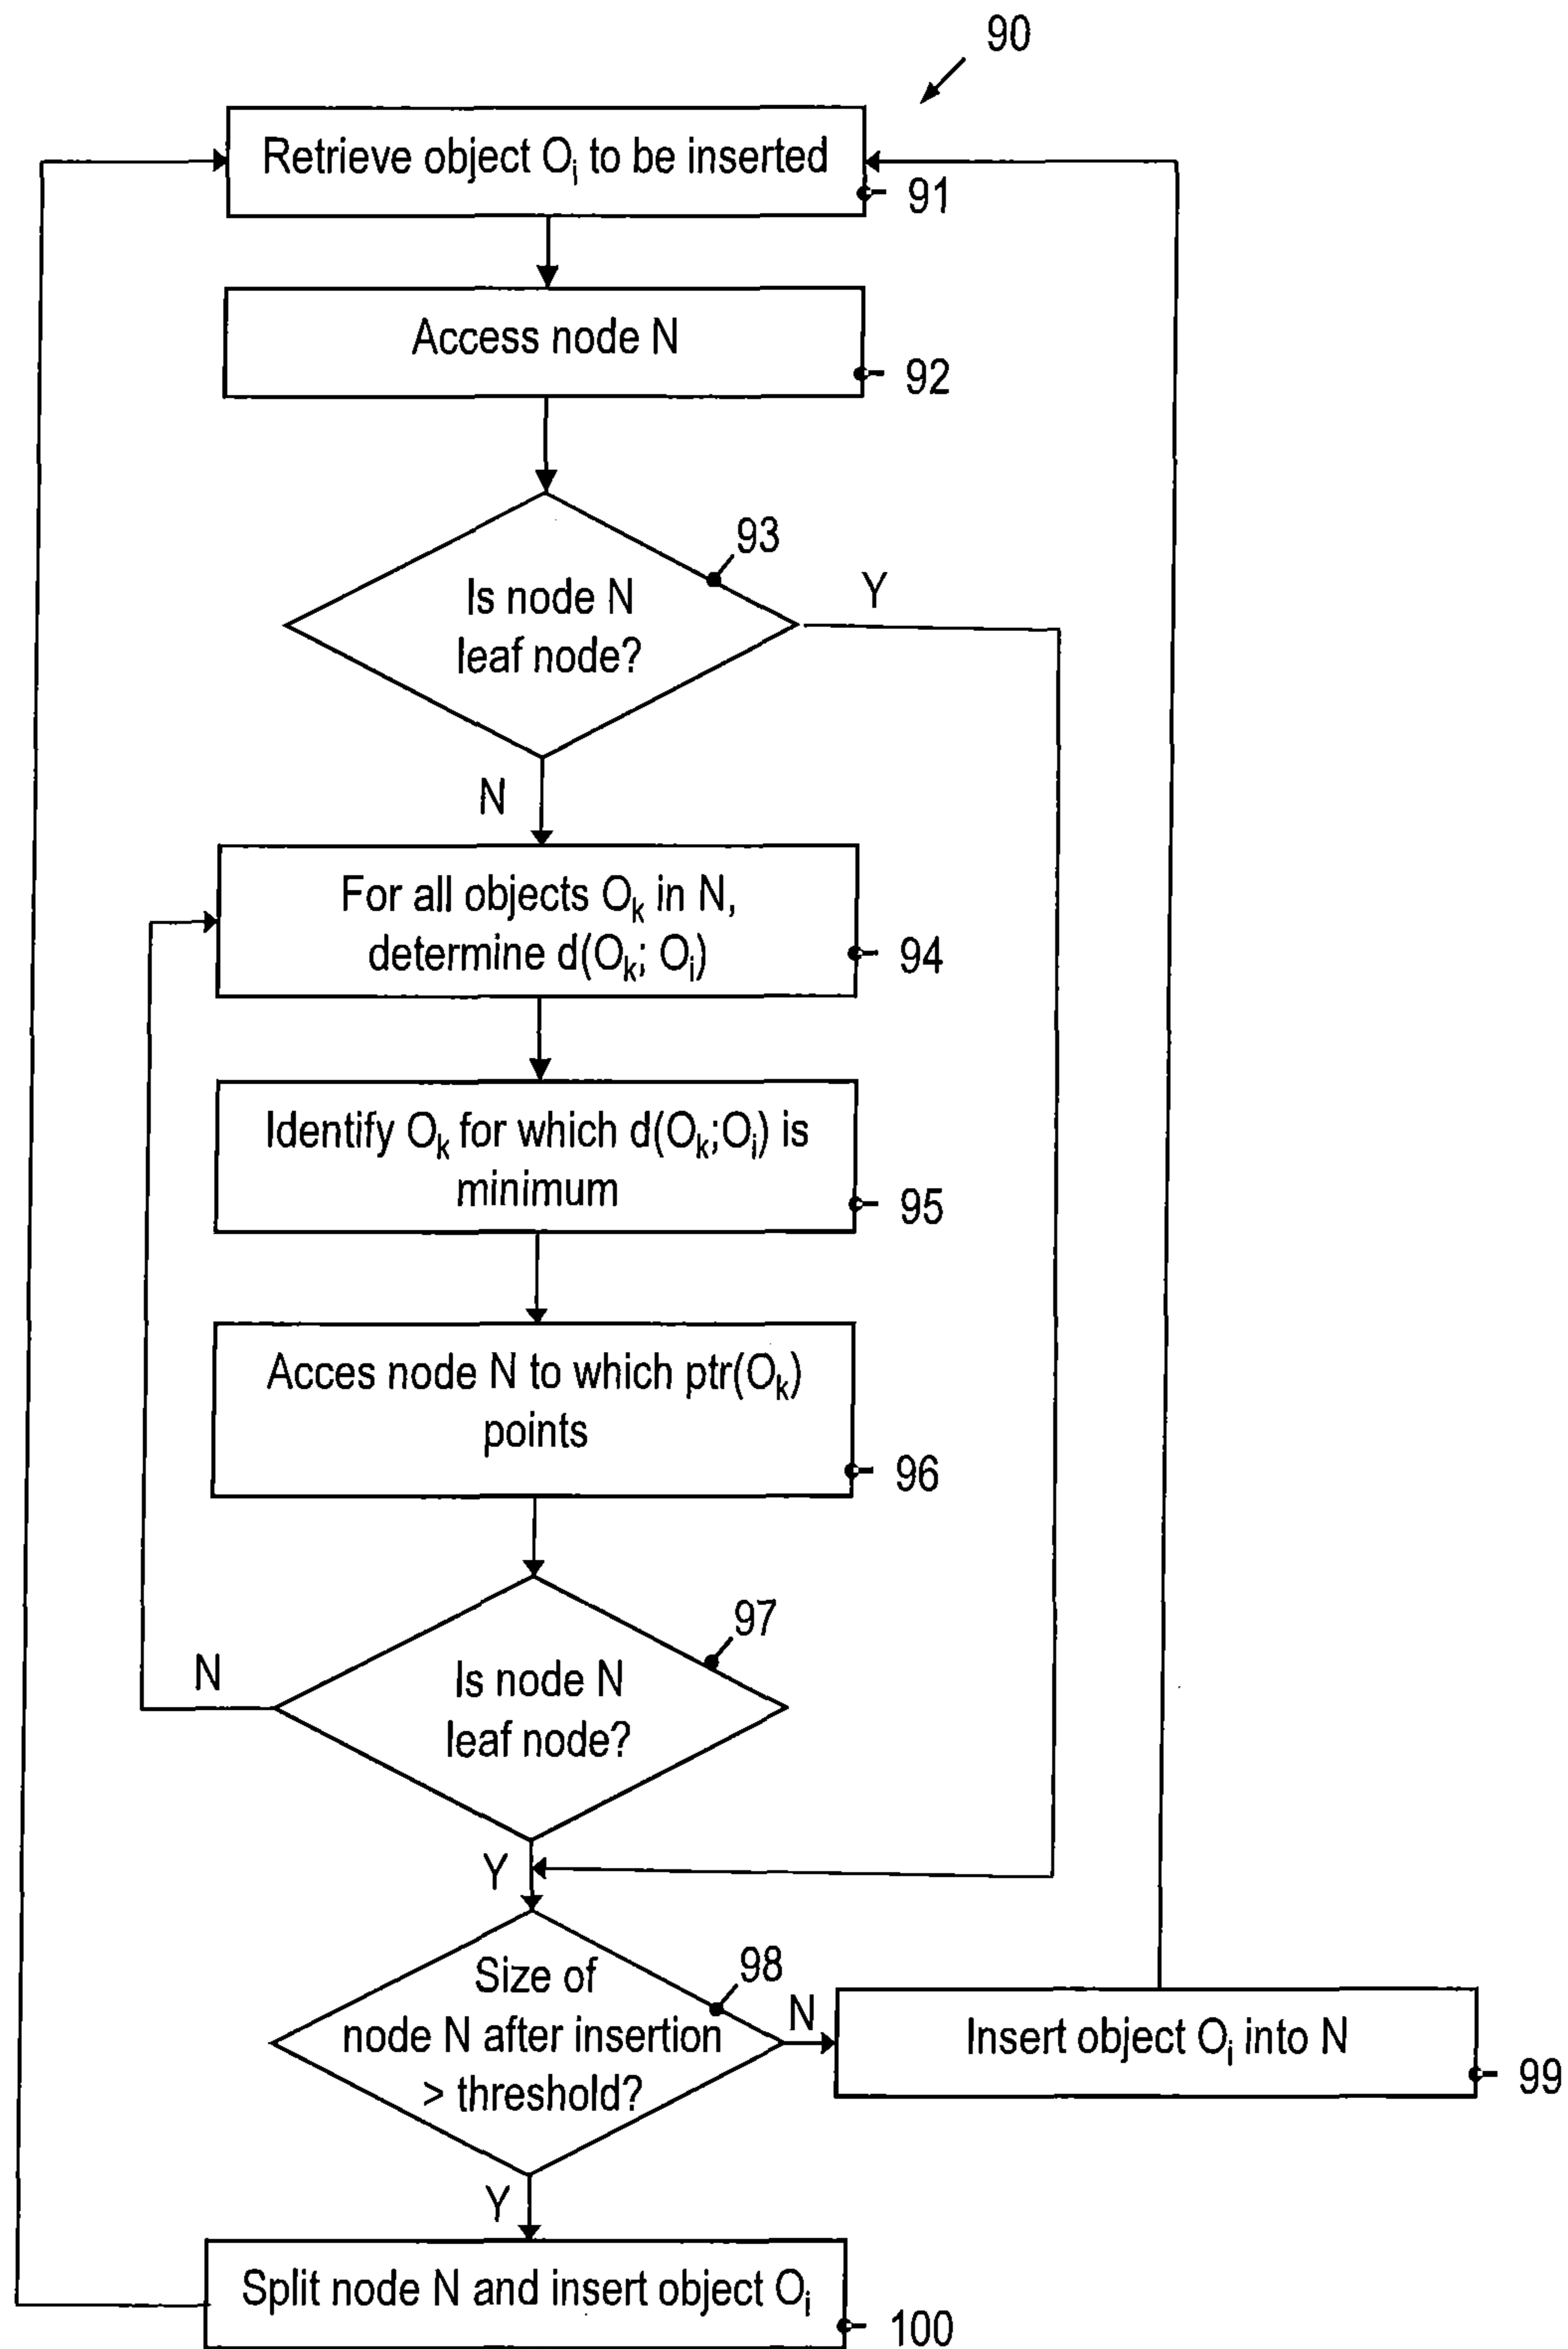 90
Retrieve object Oi to be inserted
91
Access node N
92
93
Is node N
leaf node?
Y
N
For all objects Ok in N,
determine d(Ok; Oi)
94
Identify Ok for which d(Ok;Oi) is
minimum
95
Acces node N to which ptr(Ok)
points
96
97
Is node N
leaf node?
N
Y
98
Size of
node N after insertion
> threshold?
N
Insert object Oi into N
99
Y
Split node N and insert object Oi
100